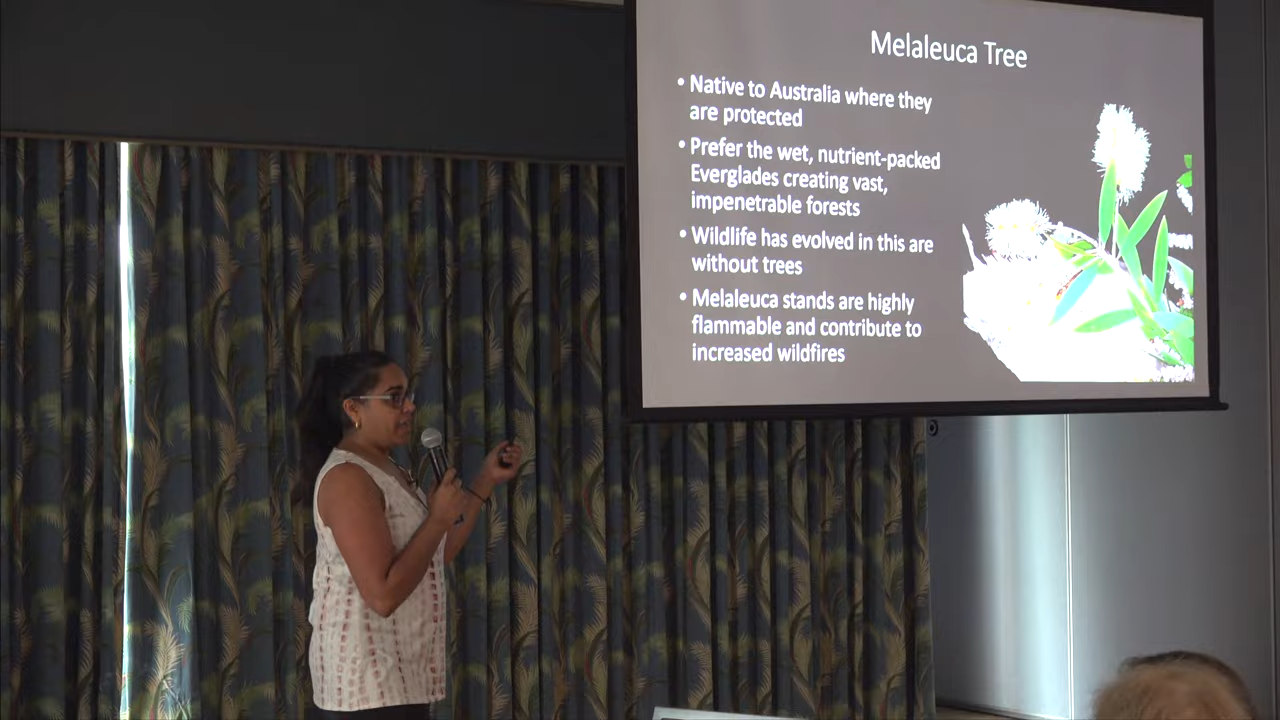 Melaleuca Tree
• Native to Australia where they
are protected
• Prefer the wet, nutrient-packed
Everglades creating vast,
impenetrable forests
• Wildlife has evolved in this are
without trees
• Melaleuca stands are highly
flammable and contribute to
increased wildfires